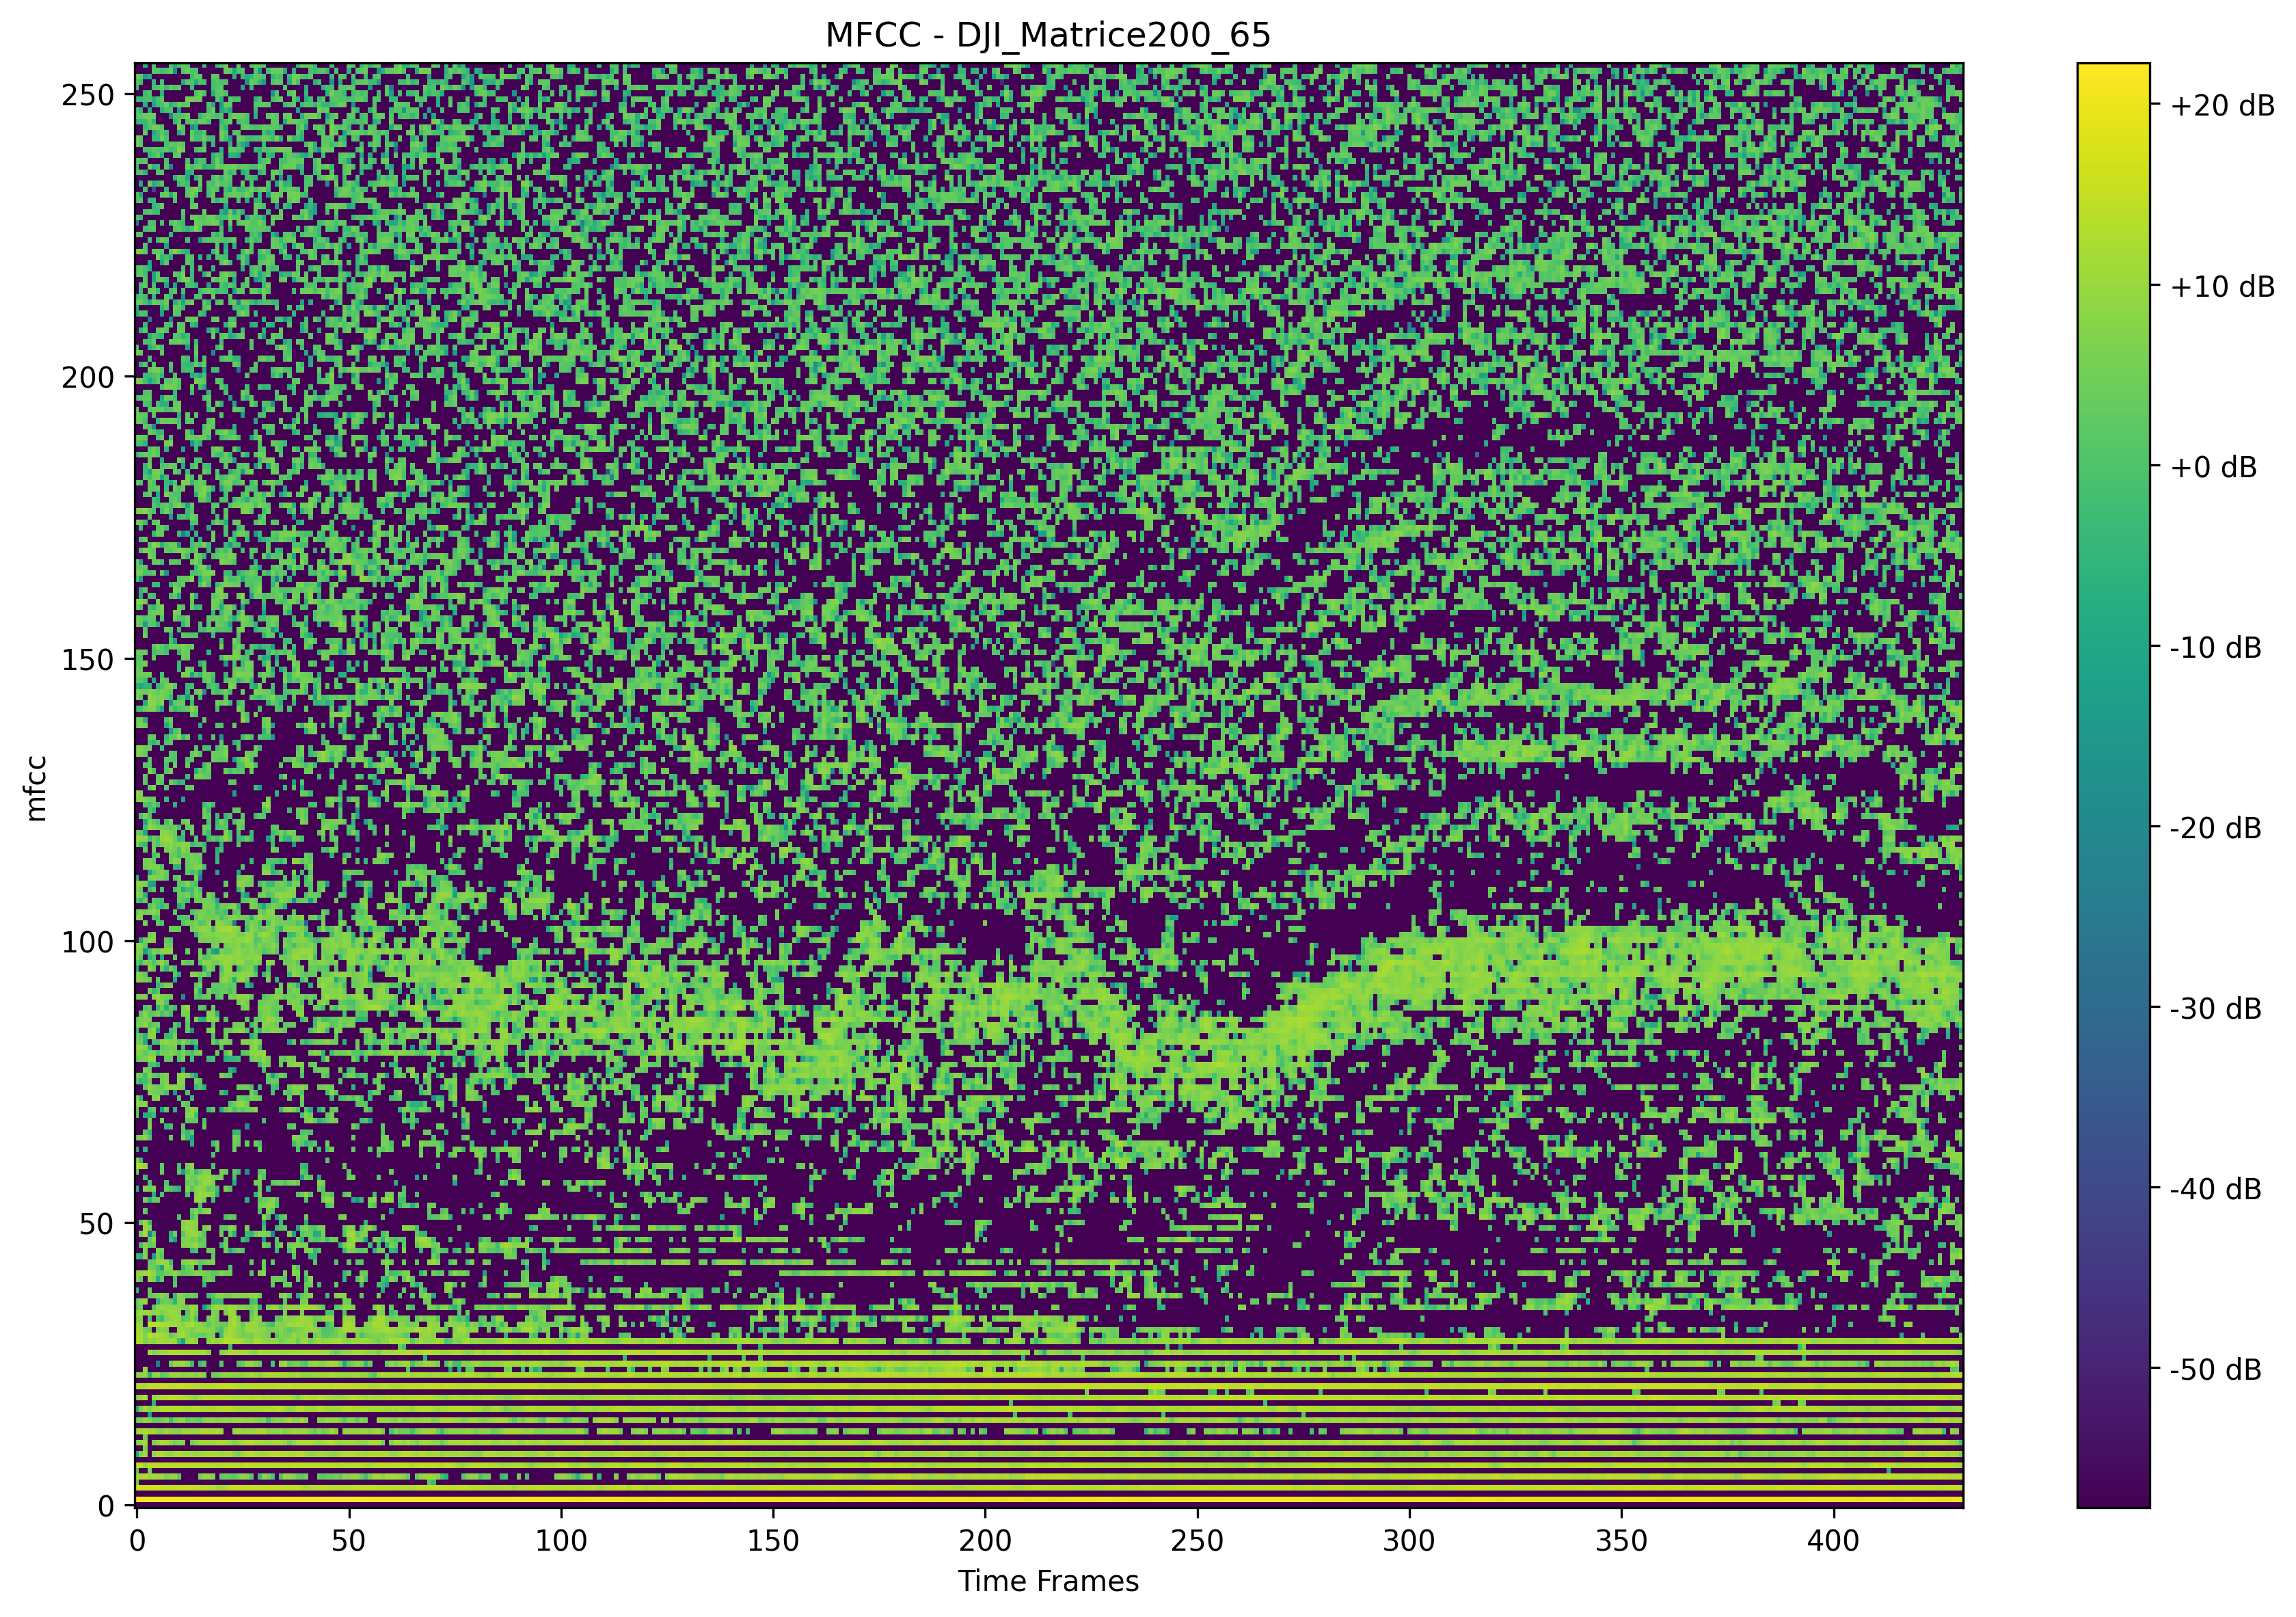 MFCC - DJI_Matrice200_65
250
200
150
100
50
0
mfcc
0 50 100 150 200 250 300 350 400
Time Frames
+20 dB
+10 dB
+0 dB
-10 dB
-20 dB
-30 dB
-40 dB
-50 dB